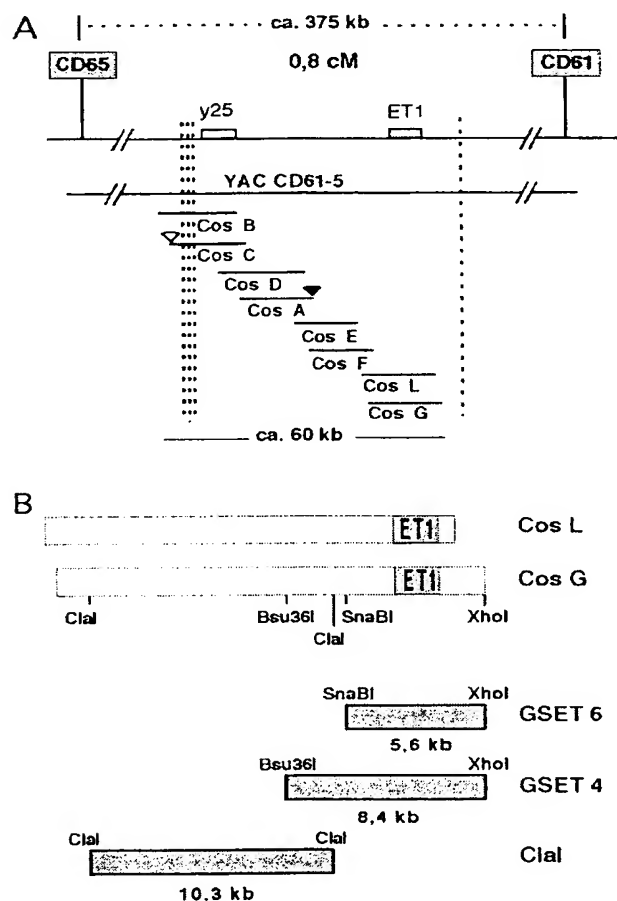 A
ca. 375 kb
CD65
0,8 cM
CD61
y25
ET1
YAC CD61-5
Cos B
Cos C
Cos D
Cos A
Cos E
Cos F
Cos L
Cos G
ca. 60 kb
B
ET1
Cos L
ET1
Cos G
ClaI
Bsu36I
ClaI
SnaBI
XhoI
SnaBI
XhoI
GSET 6
5,6 kb
Bsu36I
XhoI
GSET 4
8,4 kb
ClaI
ClaI
ClaI
10,3 kb